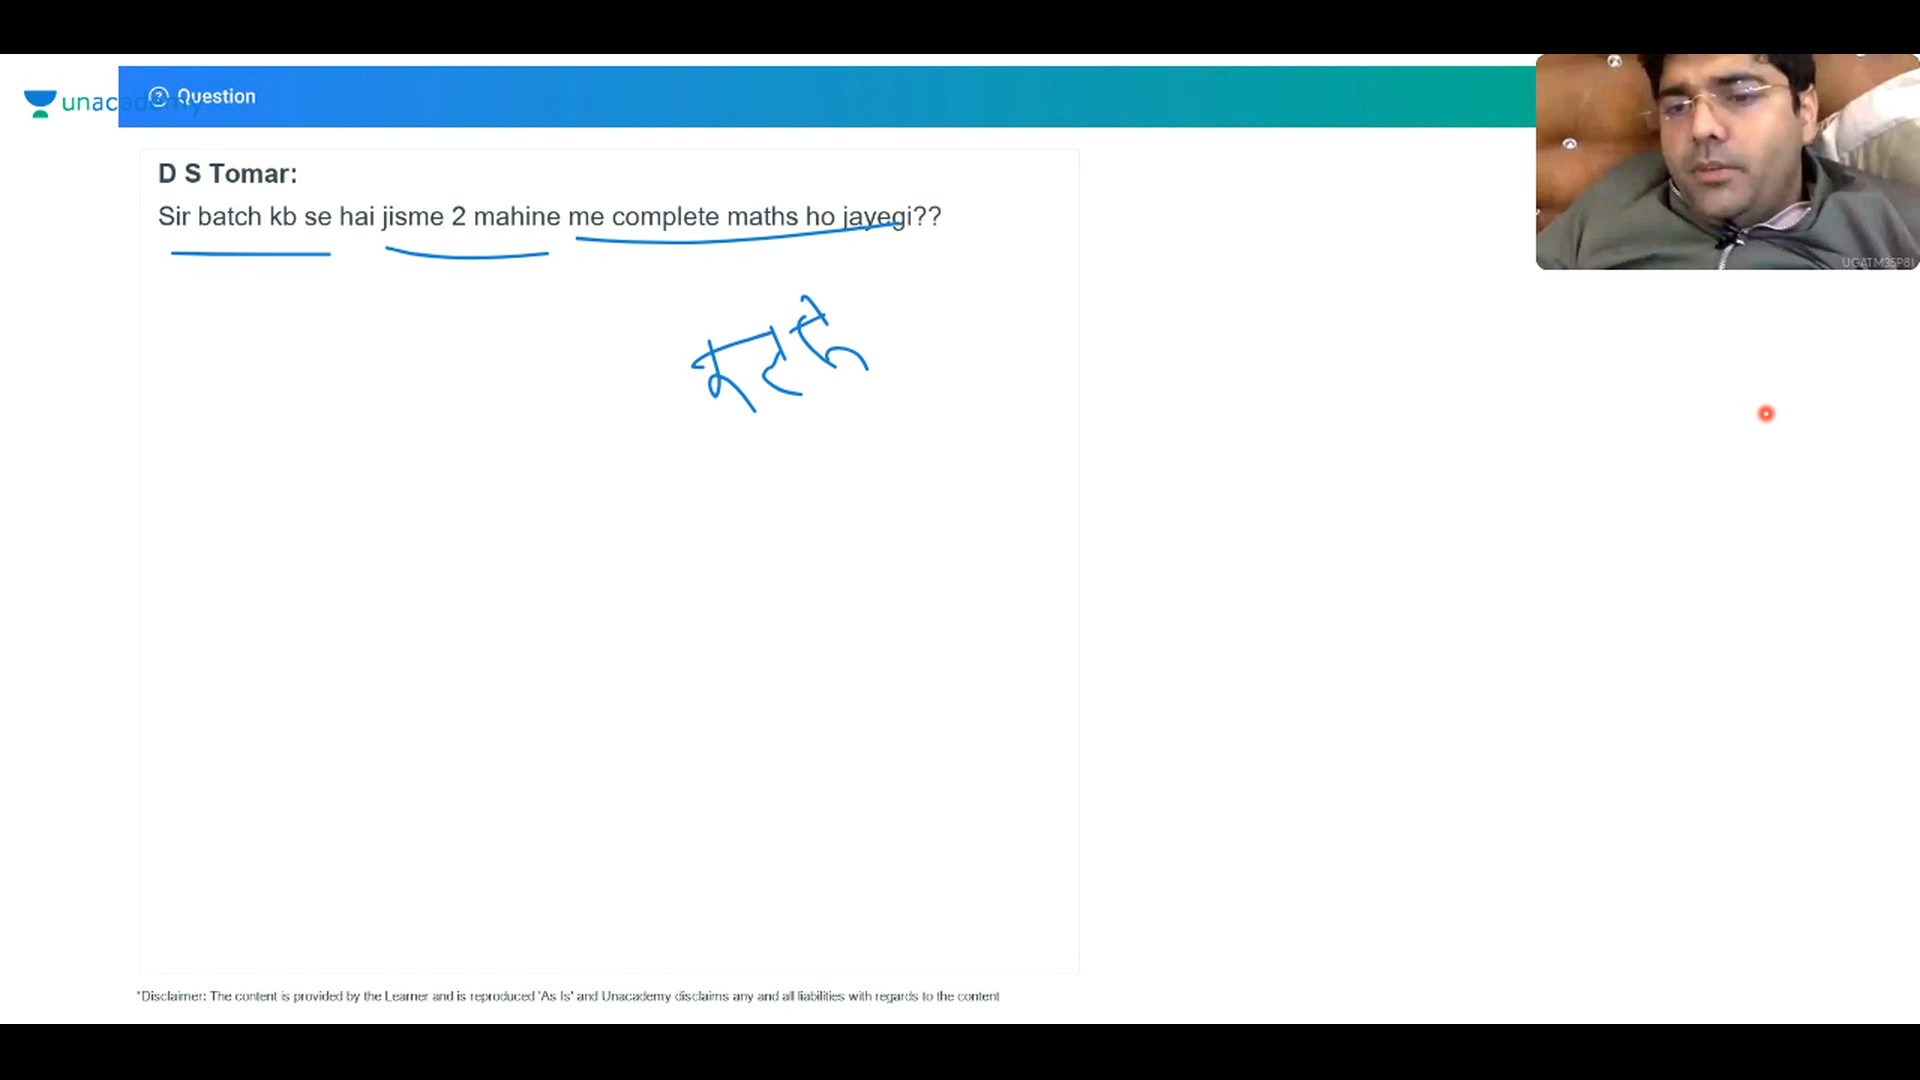 unacademy
Question
D S Tomar:
Sir batch kb se hai jisme 2 mahine me complete maths ho jayegi??
UGATM35P8I
*Disclaimer: The content is provided by the Learner and is reproduced 'As Is' and Unacademy disclaims any and all liabilities with regards to the content